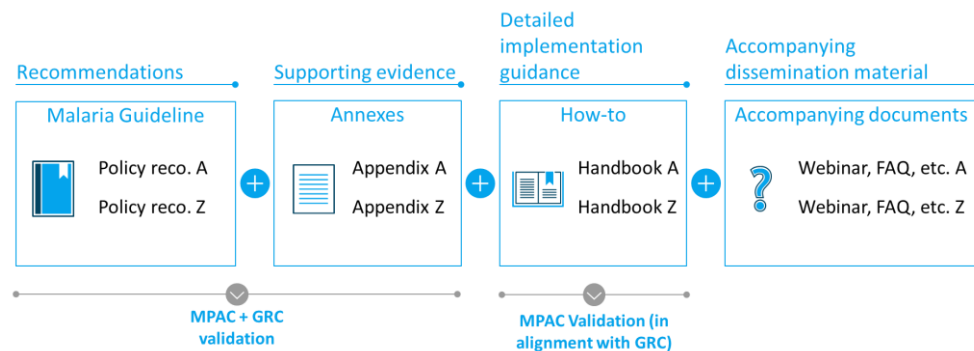 Recommendations
Supporting evidence
Detailed
implementation
guidance
Accompanying
dissemination material
Malaria Guideline
Policy reco. A
Policy reco. Z
Annexes
Appendix A
Appendix Z
How-to
Handbook A
Handbook Z
Accompanying documents
Webinar, FAQ, etc. A
Webinar, FAQ, etc. Z
MPAC + GRC
validation
MPAC Validation (in
alignment with GRC)